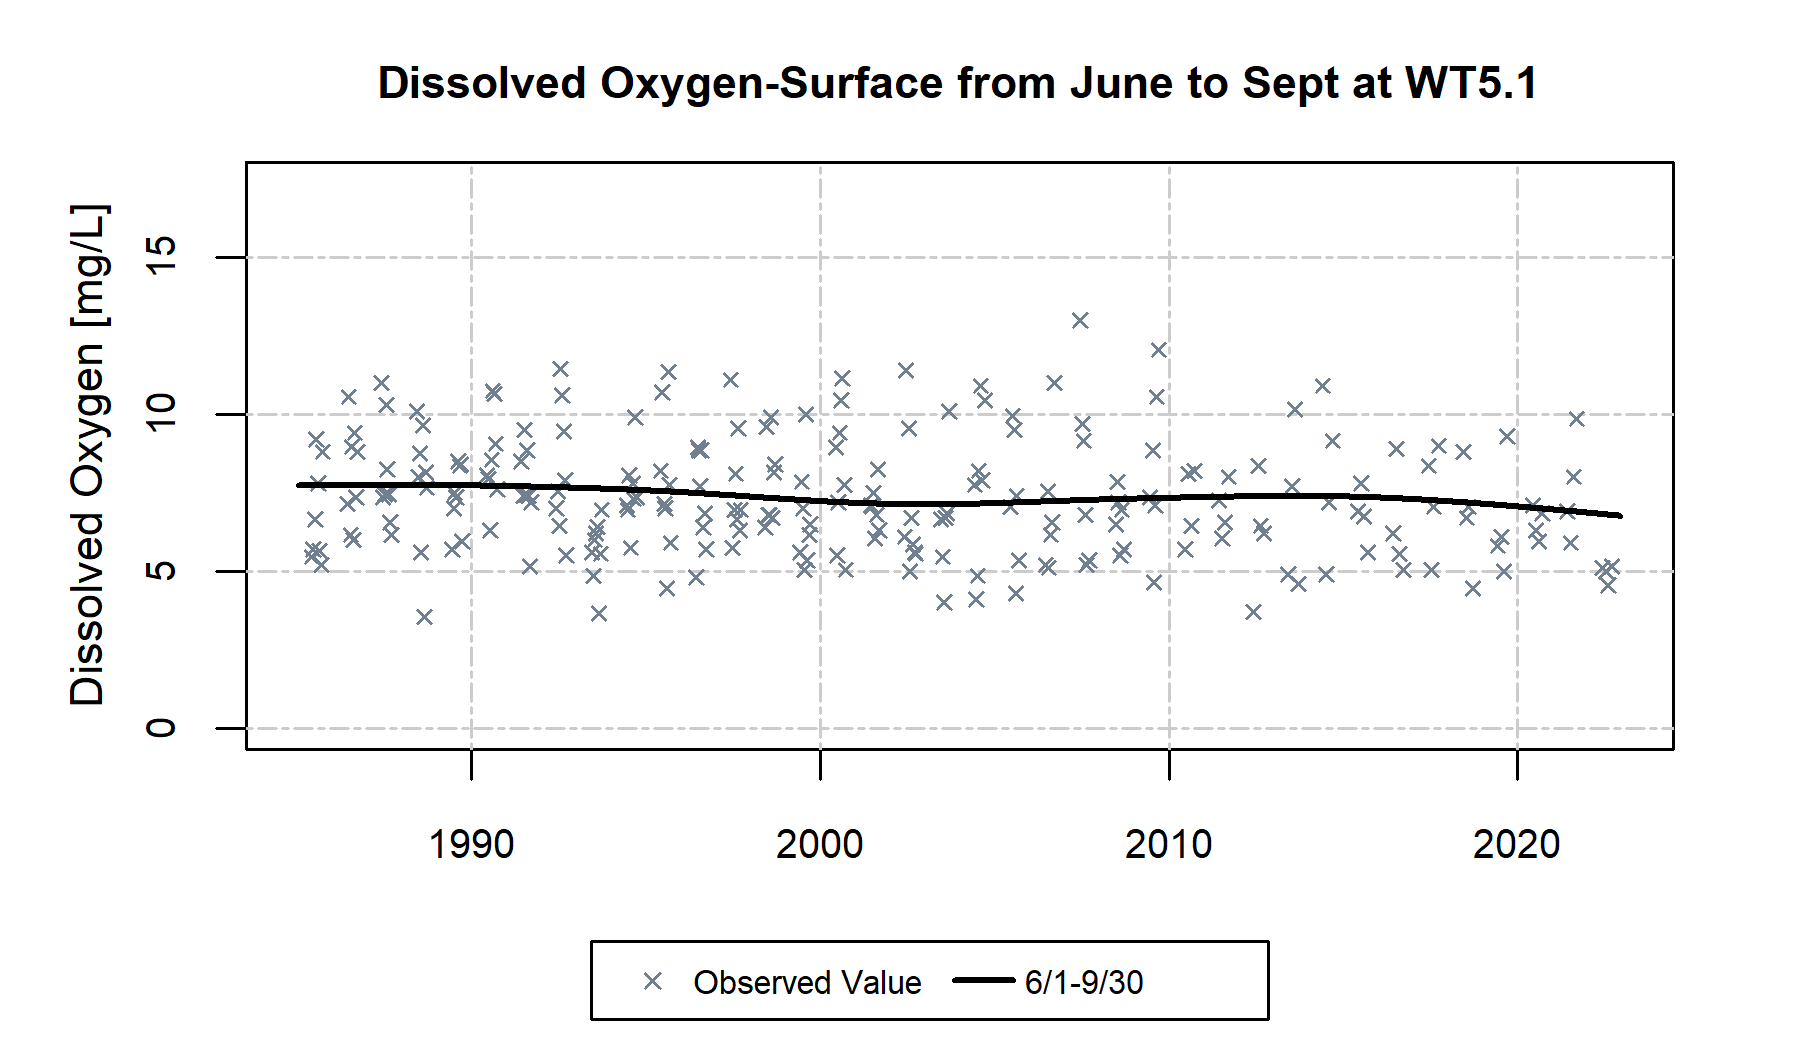 Dissolved Oxygen-Surface from June to Sept at WT5.1
Dissolved Oxygen [mg/L]
15
10
5
0
1990 2000 2010 2020
Observed Value 6/1-9/30